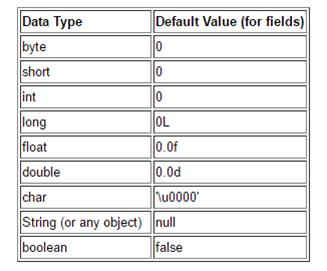 Data Type Default Value (for fields)
byte 0
short 0
int 0
long 0L
float 0.0f
double 0.0d
char '\u0000'
String (or any object) null
boolean false